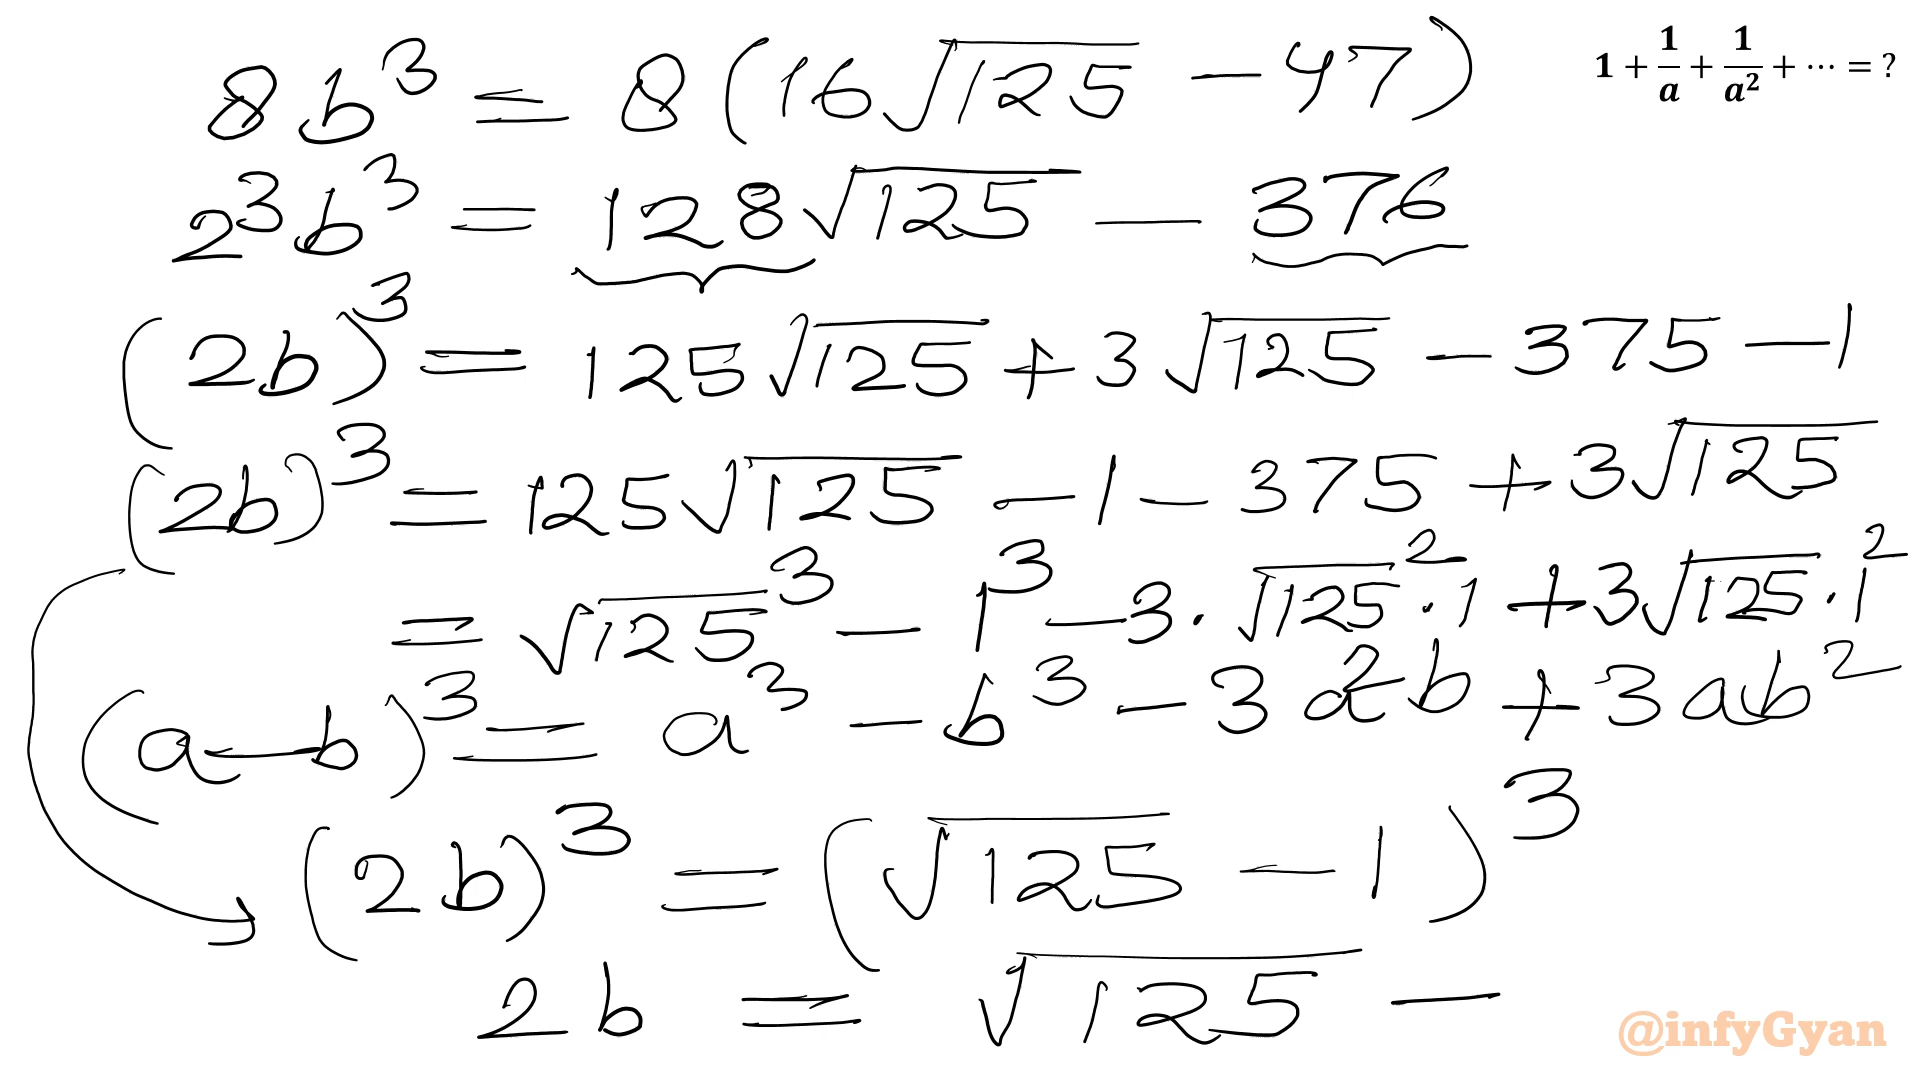 8b³ = 8(16√125 − 47)
1 + 1/a + 1/a² + ⋯ = ?
2³b³ = 128√125 − 376
(2b)³ = 125√125 + 3√125 − 375 − 1
(2b)³ = 125√125 − 1 − 375 + 3√125
= √125³ − 1³ − 3·√125²·1 + 3√125·1²
(a−b)³ = a³ − b³ − 3a²b + 3ab²
(2b)³ = (√125 − 1)³
2b = √125 −
@infyGyan